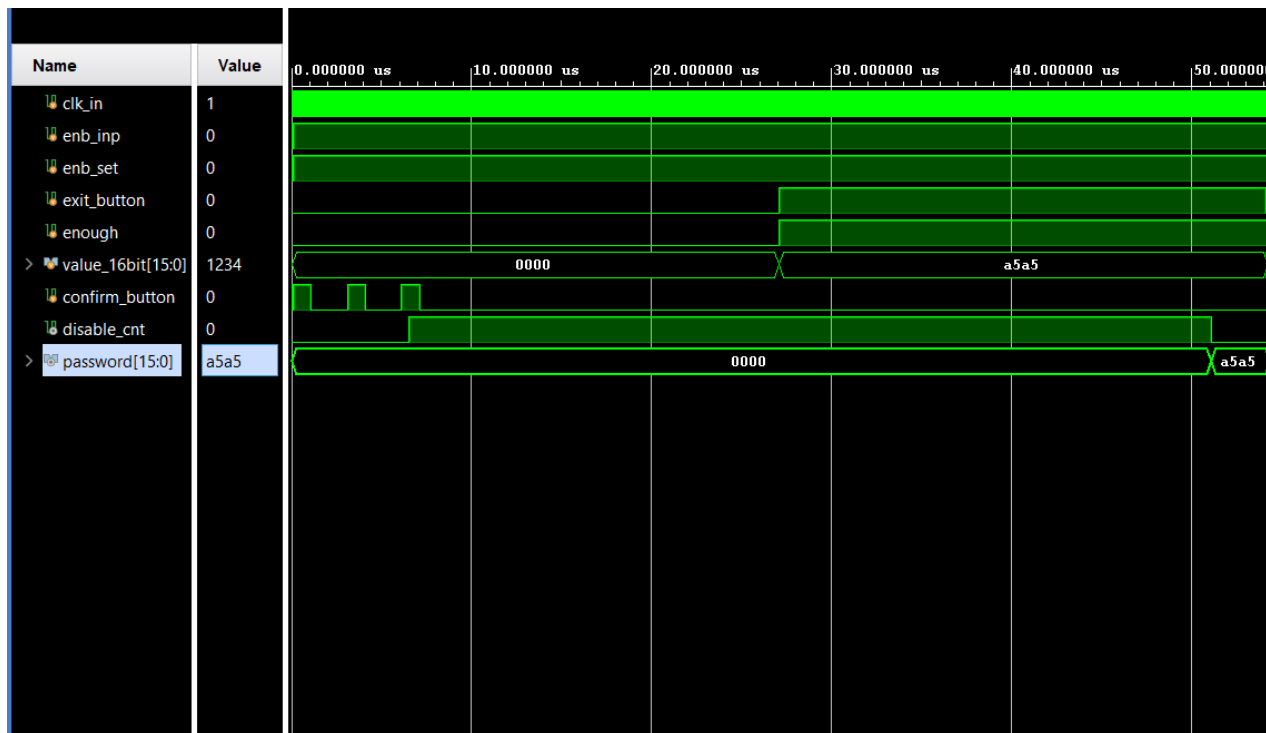 Name Value
0.000000 us 10.000000 us 20.000000 us 30.000000 us 40.000000 us 50.00000
clk_in 1
enb_inp 0
enb_set 0
exit_button 0
enough 0
value_16bit[15:0] 1234 0000 a5a5
confirm_button 0
disable_cnt 0
password[15:0] a5a5 0000 a5a5